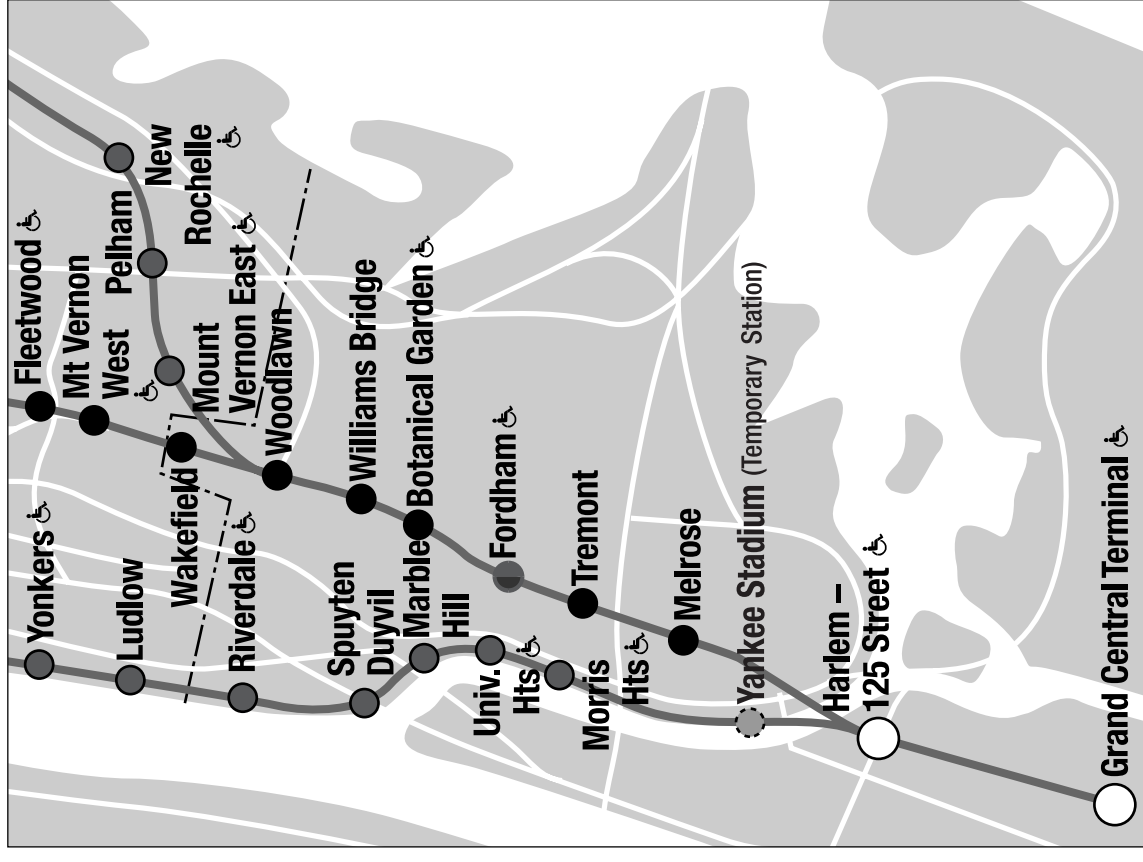 Fleetwood
Mt Vernon
West
Pelham
New
Rochelle
Mount
Vernon East
Wakefield
Woodlawn
Williams Bridge
Botanical Garden
Fordham
Tremont
Melrose
Yonkers
Ludlow
Riverdale
Spuyten
Duyvil
Marble
Hill
Univ.
Hts
Morris
Hts
Yankee Stadium (Temporary Station)
Harlem –
125 Street
Grand Central Terminal